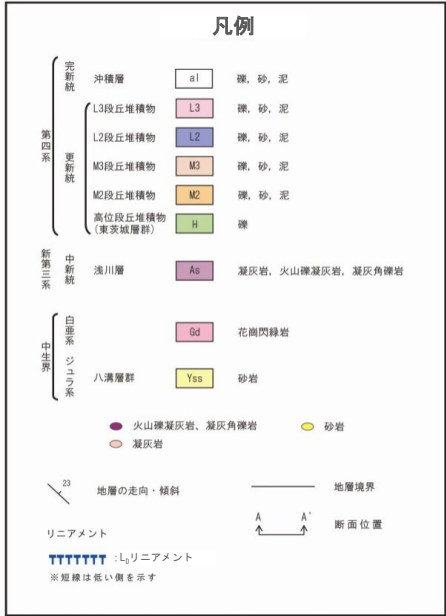 凡例
第四系
完新統
沖積層 al 礫，砂，泥
更新統
L3段丘堆積物 L3 礫，砂，泥
L2段丘堆積物 L2 礫，砂，泥
M3段丘堆積物 M3 礫，砂，泥
M2段丘堆積物 M2 礫，砂，泥
高位段丘堆積物
(東茨城層群) H 礫
新第三系
中新統
浅川層 As 凝灰岩，火山礫凝灰岩，凝灰角礫岩
中生界
白亜系
Gd 花崗閃緑岩
ジュラ系
八溝層群 Yss 砂岩
火山礫凝灰岩、凝灰角礫岩 砂岩
凝灰岩
23 地層の走向・傾斜 地層境界
A A' 断面位置
リニアメント
:LDリニアメント
※短線は低い側を示す